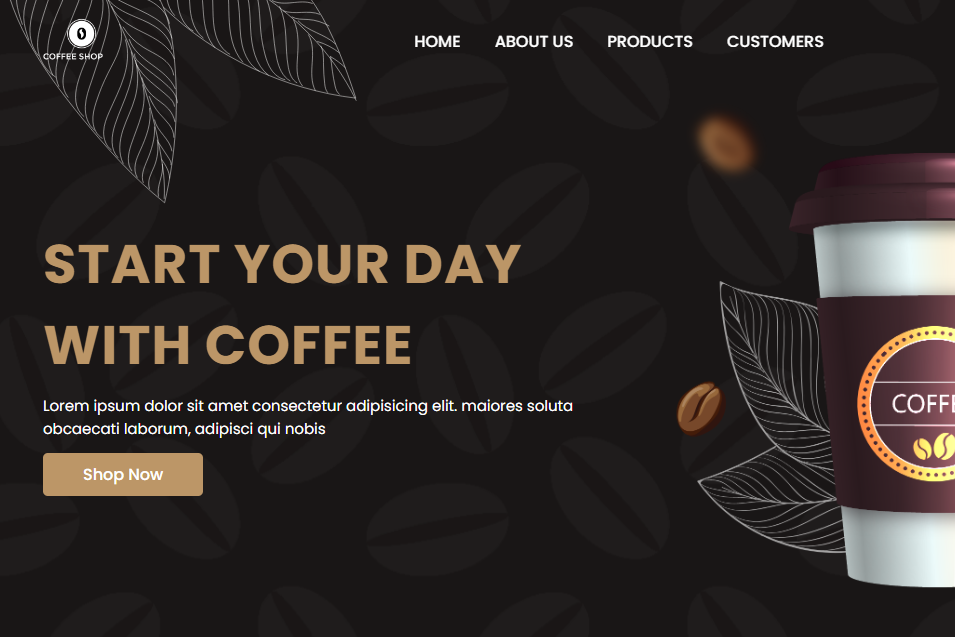 COFFEE SHOP
HOME ABOUT US PRODUCTS CUSTOMERS
START YOUR DAY
WITH COFFEE
Lorem ipsum dolor sit amet consectetur adipisicing elit. maiores soluta
obcaecati laborum, adipisci qui nobis
Shop Now
COFFE